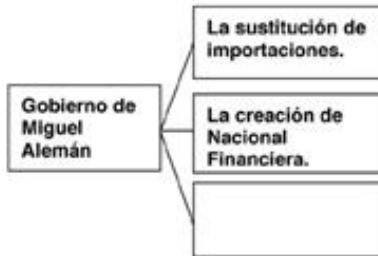 Gobierno de
Miguel
Alemán
La sustitución de
importaciones.
La creación de
Nacional
Financiera.